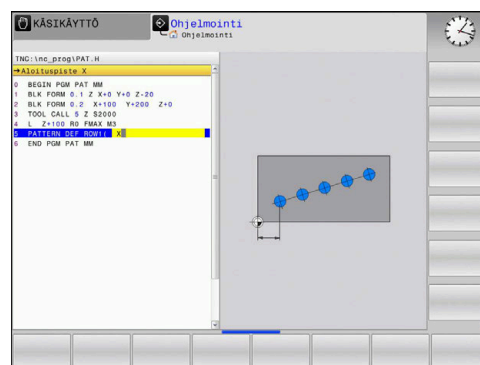 KÄSIKÄYTTÖ
Ohjelmointi
Ohjelmointi
TNC:\nc_prog\PAT.H
→Aloituspiste X
0 BEGIN PGM PAT MM
1 BLK FORM 0.1 Z X+0 Y+0 Z-20
2 BLK FORM 0.2 X+100 Y+200 Z+0
3 TOOL CALL 5 Z S2000
4 L Z+100 R0 FMAX M3
5 PATTERN DEF ROW1( X
6 END PGM PAT MM